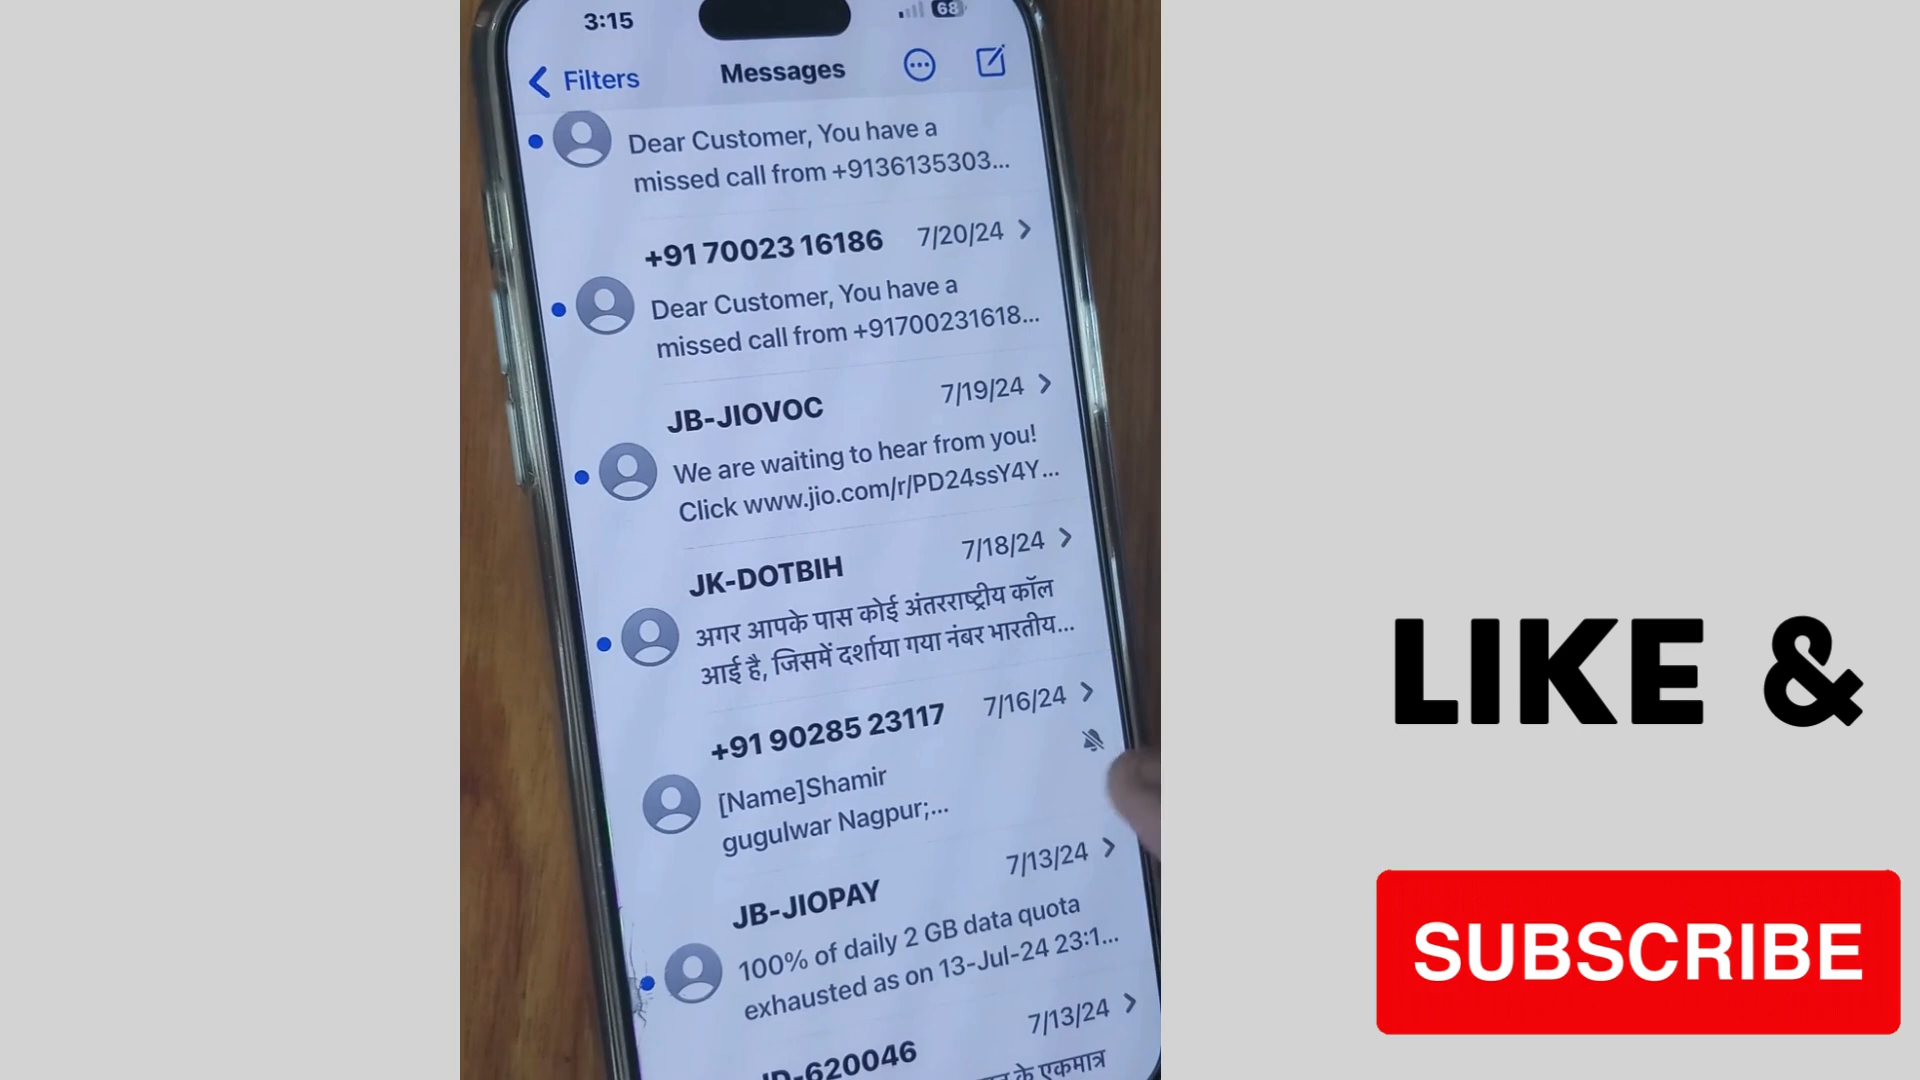 3:15
68
Filters
Messages
Dear Customer, You have a
missed call from +9136135303...
+91 70023 16186
7/20/24
Dear Customer, You have a
missed call from +91700231618...
JB-JIOVOC
7/19/24
We are waiting to hear from you!
Click www.jio.com/r/PD24ssY4Y...
JK-DOTBIH
7/18/24
अगर आपके पास कोई अंतरराष्ट्रीय कॉल
आई है, जिसमें दर्शाया गया नंबर भारतीय...
+91 90285 23117
7/16/24
[Name]Shamir
gugulwar Nagpur;...
JB-JIOPAY
7/13/24
100% of daily 2 GB data quota
exhausted as on 13-Jul-24 23:1...
JD-620046
7/13/24
के एकमात्र
LIKE &
SUBSCRIBE